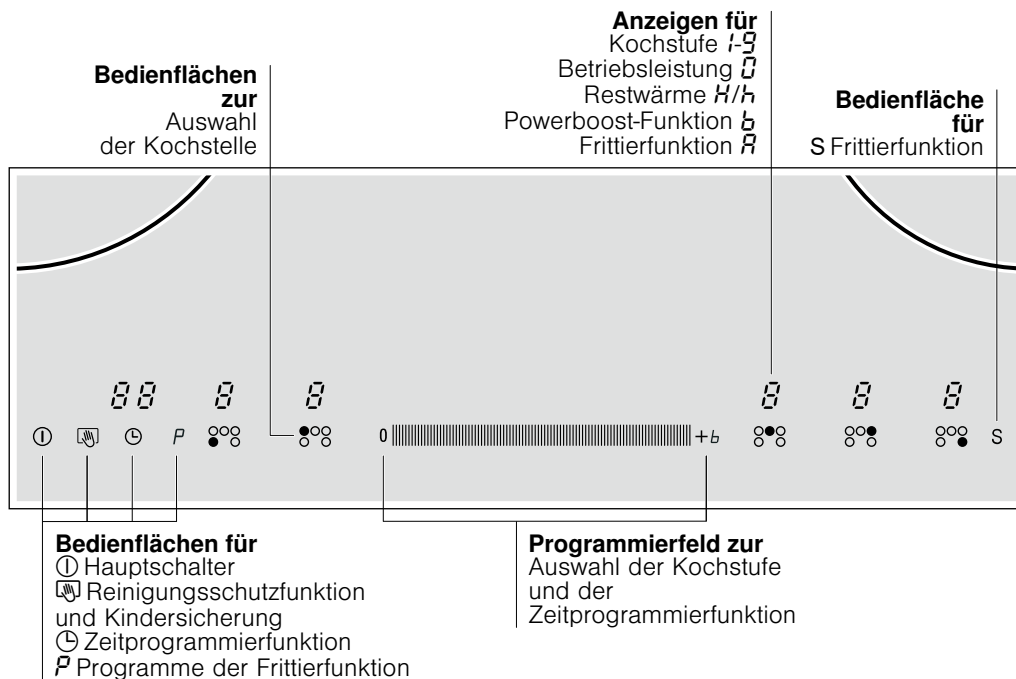 Bedienflächen
zur
Auswahl
der Kochstelle
Anzeigen für
Kochstufe 1-9
Betriebsleistung 0
Restwärme H/h
Powerboost-Funktion b
Frittierfunktion A
Bedienfläche
für
S Frittierfunktion
88 8 8 8 8 8
P 0 +b S
Bedienflächen für
Hauptschalter
Reinigungsschutzfunktion
und Kindersicherung
Zeitprogrammierfunktion
P Programme der Frittierfunktion
Programmierfeld zur
Auswahl der Kochstufe
und der
Zeitprogrammierfunktion